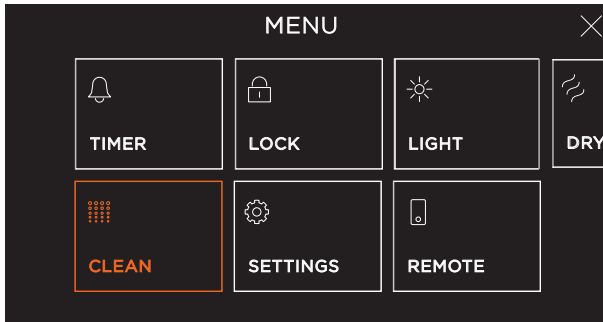 MENU
TIMER
LOCK
LIGHT
DRY
CLEAN
SETTINGS
REMOTE